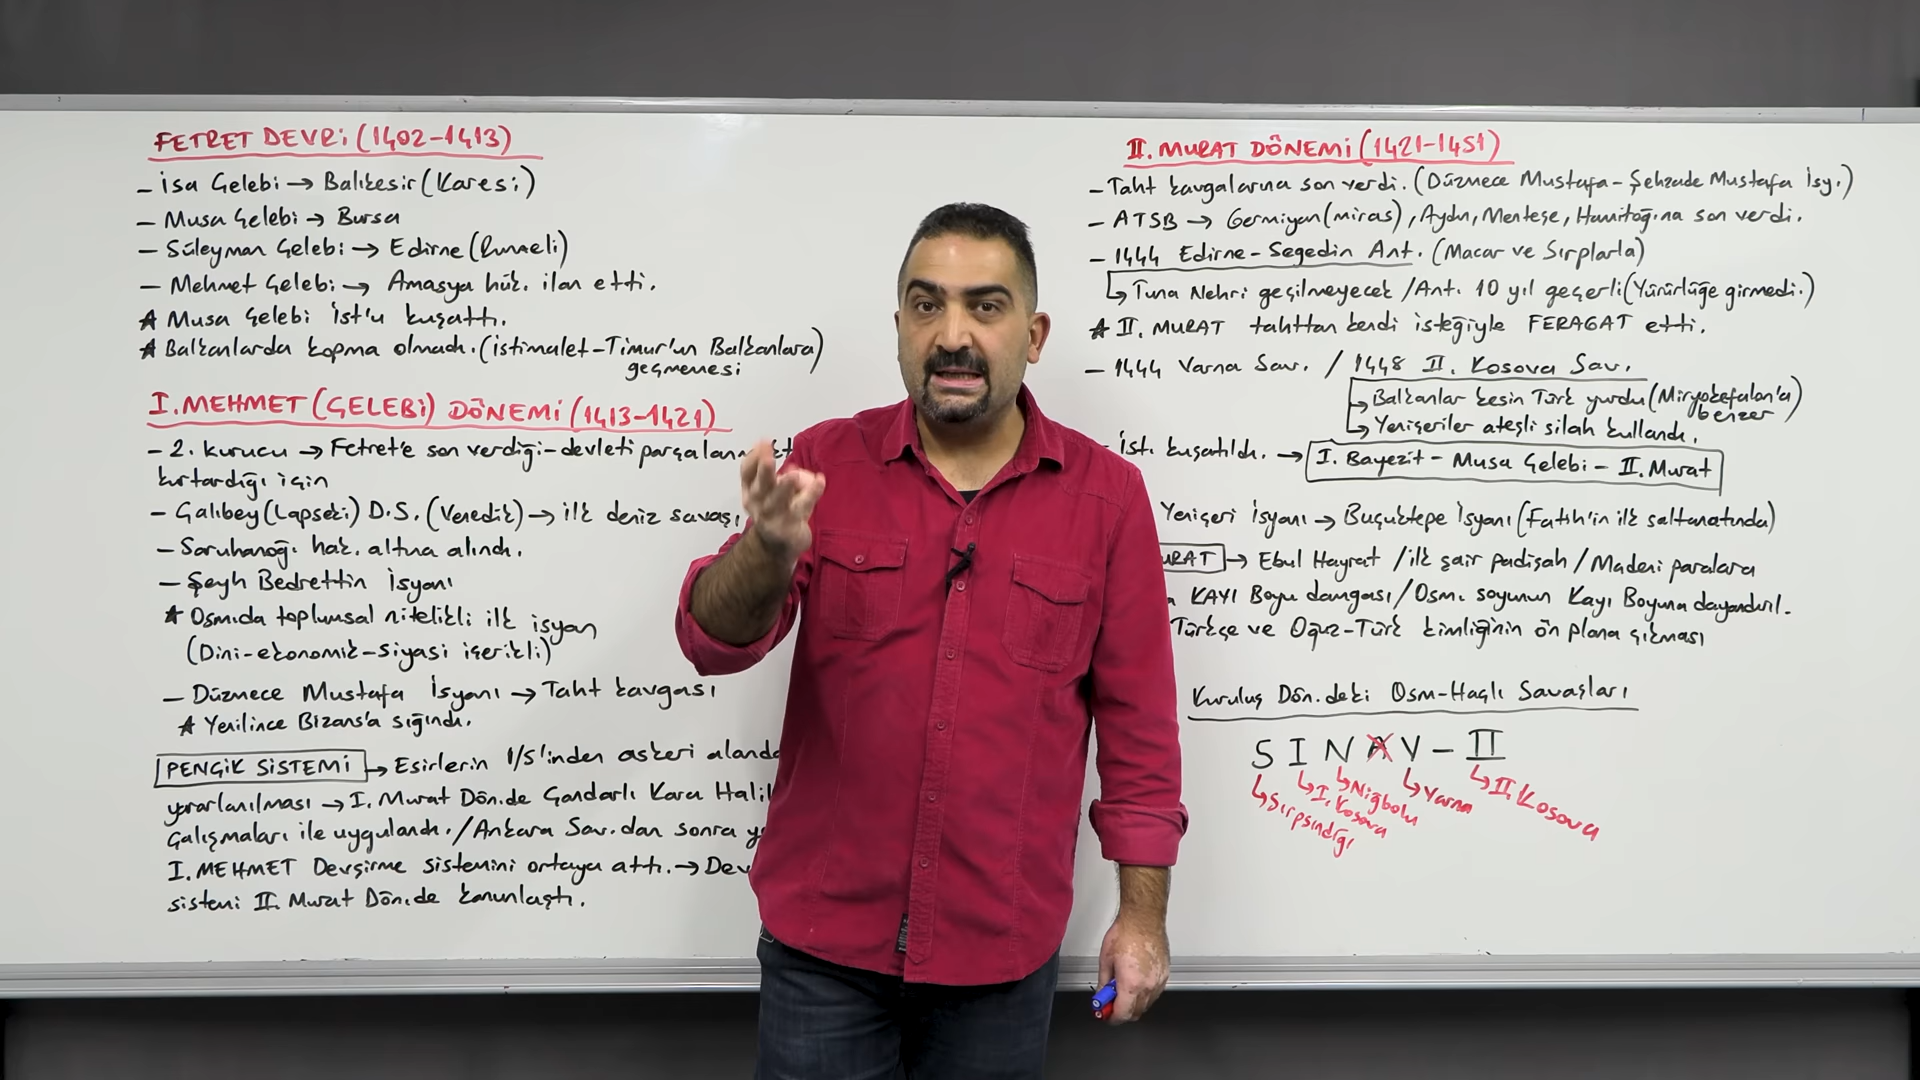 FETRET DEVRİ (1402-1413)
- İsa Çelebi → Balıkesir (Karesi)
- Musa Çelebi → Bursa
- Süleyman Çelebi → Edirne (Rumeli)
- Mehmet Çelebi → Amasya hük. ilan etti.
★ Musa Çelebi İst'u kuşattı.
★ Balkanlarda kopma olmadı. (istimalet-Timur'un Balkanlara)
geçmemesi
I. MEHMET (ÇELEBİ) DÖNEMİ (1413-1421)
- 2. kurucu → Fetret'e son verdiği-devleti
kurtardığı için
- Çalıbey (Lapseki) D.S. (Venedik) → ilk deniz savaşı
- Saruhanoğ. hak. altına alındı.
- Şeyh Bedrettin İsyanı
★ Osm.da toplumsal nitelikli ilk isyan
(Dini-ekonomik-siyasi içerikli)
- Düzmece Mustafa İsyanı → Taht kavgası
★ Yenilince Bizans'a sığındı.
PENÇİK SİSTEMİ → Esirlerin 1/5'inden askeri alanda
yararlanılması → I. Murat Dön.de Çandarlı Kara Halil
Çalışmaları ile uygulandı. / Ankara Sav.dan sonra
I. MEHMET Devşirme sistemini ortaya attı. →
sistemi II. Murat Dön.de kanunlaştı.
II. MURAT DÖNEMİ (1421-1451)
- Taht kavgalarına son verdi. (Düzmece Mustafa-Şehzade Mustafa İsy.)
- ATSB → Germiyan (miras), Aydın, Menteşe, Hamitoğ.na son verdi.
- 1444 Edirne-Segedin Ant. (Macar ve Sırplarla)
↳ Tuna Nehri geçilmeyecek / Ant. 10 yıl geçerli (Yürürlüğe girmedi.)
★ II. MURAT tahttan kendi isteğiyle FERAGAT etti.
- 1444 Varna Sav. / 1448 II. Kosova Sav.
↳ Balkanlar kesin Türk yurdu (Miryokefalon'a
benzer)
↳ Yeniçeriler ateşli silah kullandı.
- İst. kuşatıldı. → I. Bayezit - Musa Çelebi - II. Murat
Yeniçeri İsyanı → Buçuktepe İsyanı (Fatih'in ilk saltanatında)
→ Ebul Hayrat / ilk şair padişah / Madeni paralara
KAYI Boyu damgası / Osm. soyunun Kayı Boyuna dayandırıl.
Türkçe ve Oğuz-Türk kimliğinin ön plana çıkması
Kuruluş Dön.deki Osm-Haçlı Savaşları
S I N A V - II
↳ Sırpsındığı ↳ I. Kosova ↳ Niğbolu ↳ Varna ↳ II. Kosova